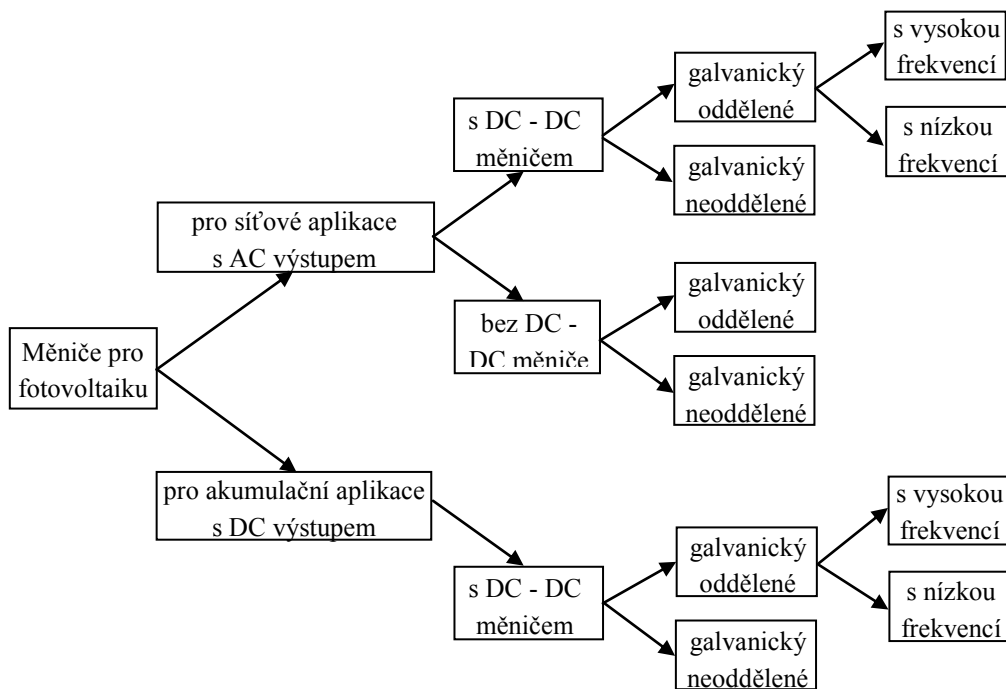 s vysokou
frekvencí
galvanický
oddělené
s nízkou
frekvencí
s DC - DC
měničem
galvanický
neoddělené
pro síťové aplikace
s AC výstupem
galvanický
oddělené
bez DC -
DC měniče
galvanický
neoddělené
Měniče pro
fotovoltaiku
pro akumulační aplikace
s DC výstupem
s vysokou
frekvencí
galvanický
oddělené
s nízkou
frekvencí
s DC - DC
měničem
galvanický
neoddělené